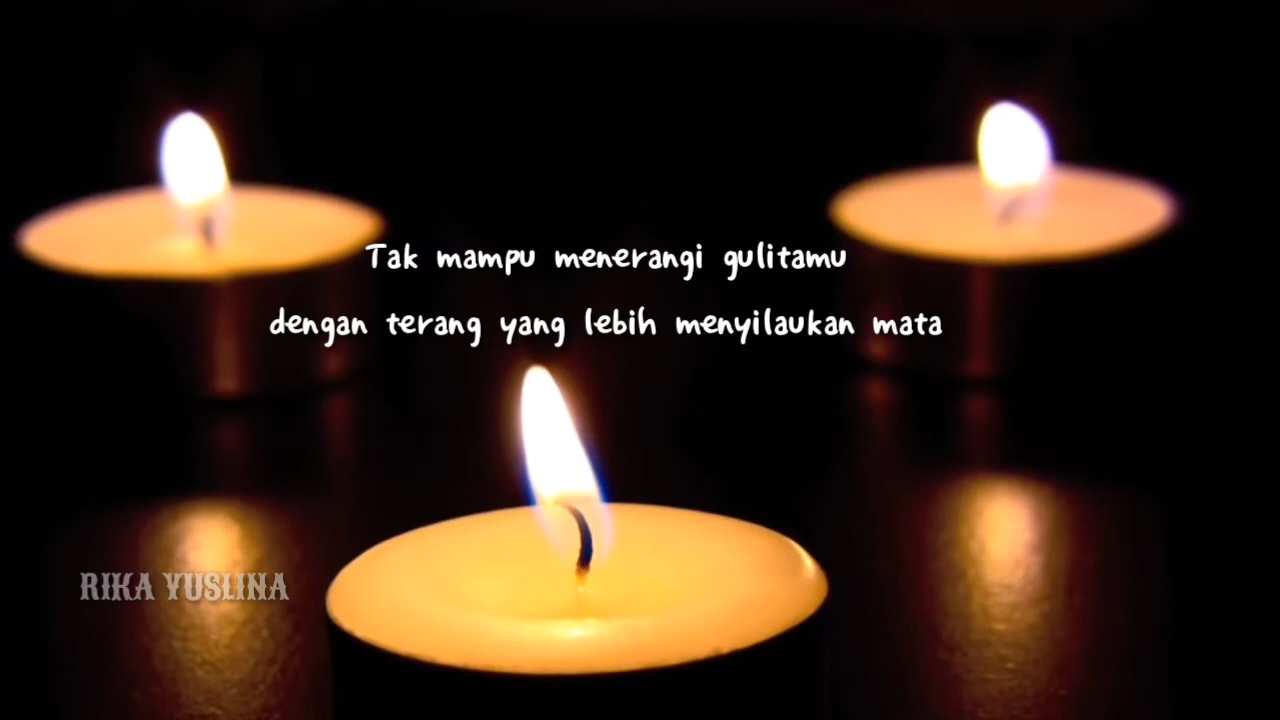 Tak mampu menerangi gulitamu
dengan terang yang lebih menyilaukan mata
RIKA YUSLINA